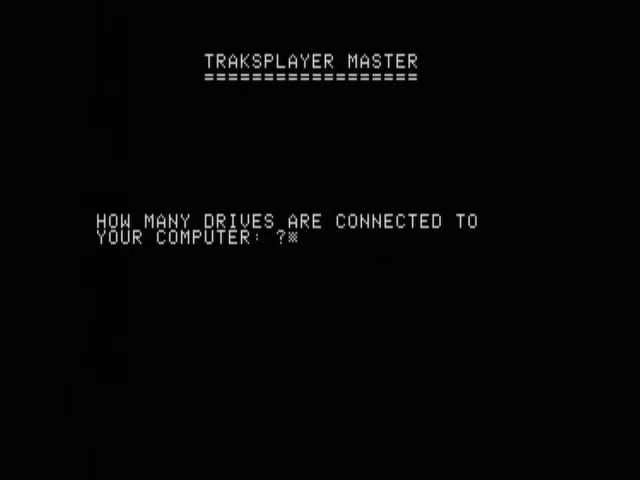 TRAKSPLAYER MASTER
==================
HOW MANY DRIVES ARE CONNECTED TO
YOUR COMPUTER: ?